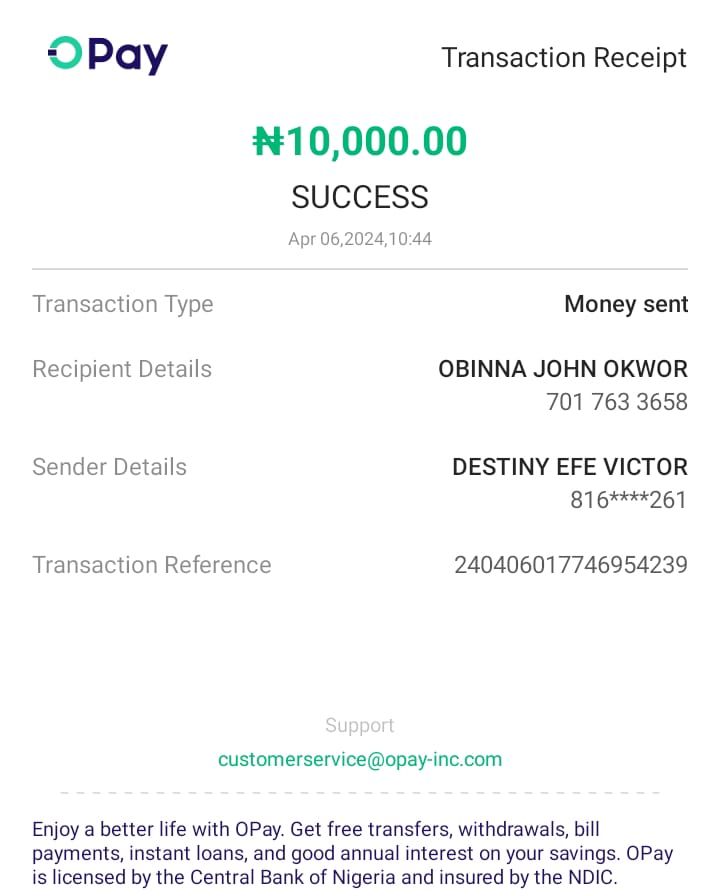 OPay
Transaction Receipt
₦10,000.00
SUCCESS
Apr 06,2024,10:44
Transaction Type
Money sent
Recipient Details
OBINNA JOHN OKWOR
701 763 3658
Sender Details
DESTINY EFE VICTOR
816****261
Transaction Reference
240406017746954239
Support
customerservice@opay-inc.com
Enjoy a better life with OPay. Get free transfers, withdrawals, bill
payments, instant loans, and good annual interest on your savings. OPay
is licensed by the Central Bank of Nigeria and insured by the NDIC.